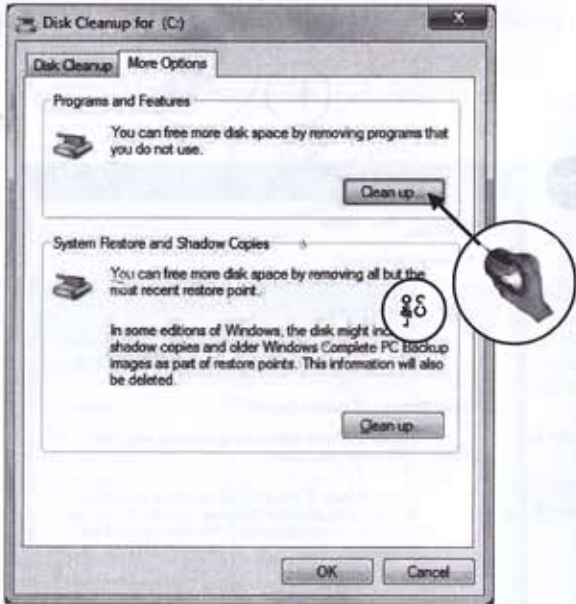 Disk Cleanup for (C:)
Disk Cleanup
More Options
Programs and Features
You can free more disk space by removing programs that
you do not use.
Clean up...
System Restore and Shadow Copies
You can free more disk space by removing all but the
most recent restore point.
နှိပ်
In some editions of Windows, the disk might
shadow copies and older Windows Complete PC Backup
images as part of restore points. This information will also
be deleted.
Clean up...
OK
Cancel